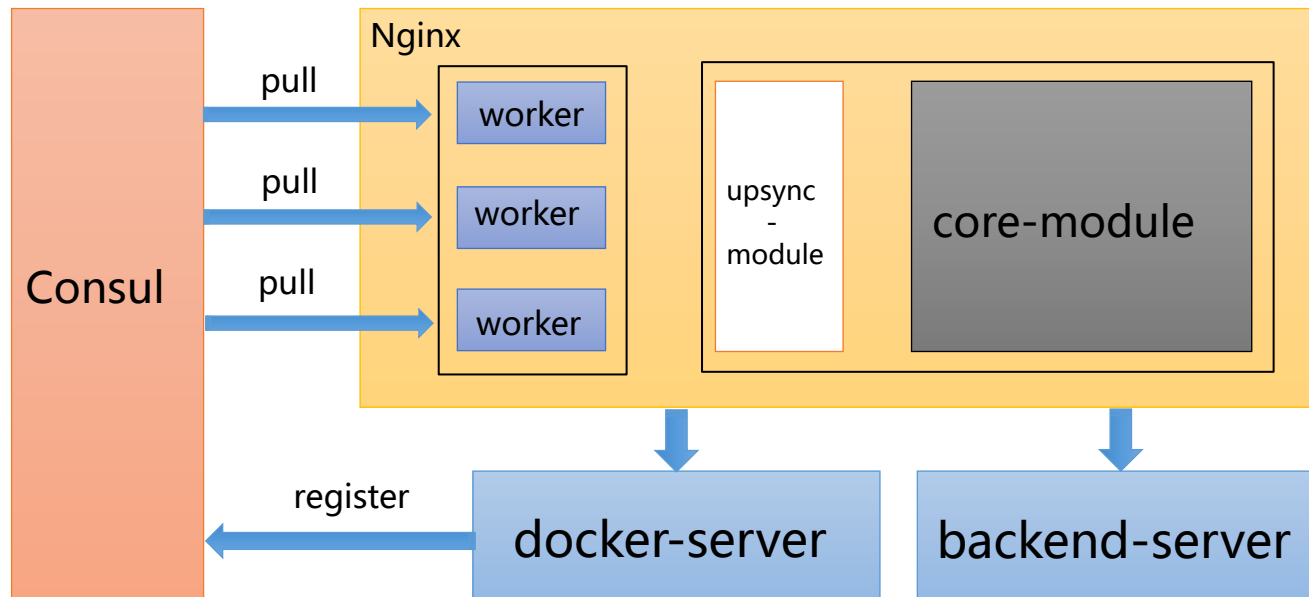 Nginx
pull
worker
pull
worker
pull
worker
upsync
-
module
core-module
Consul
register
docker-server
backend-server